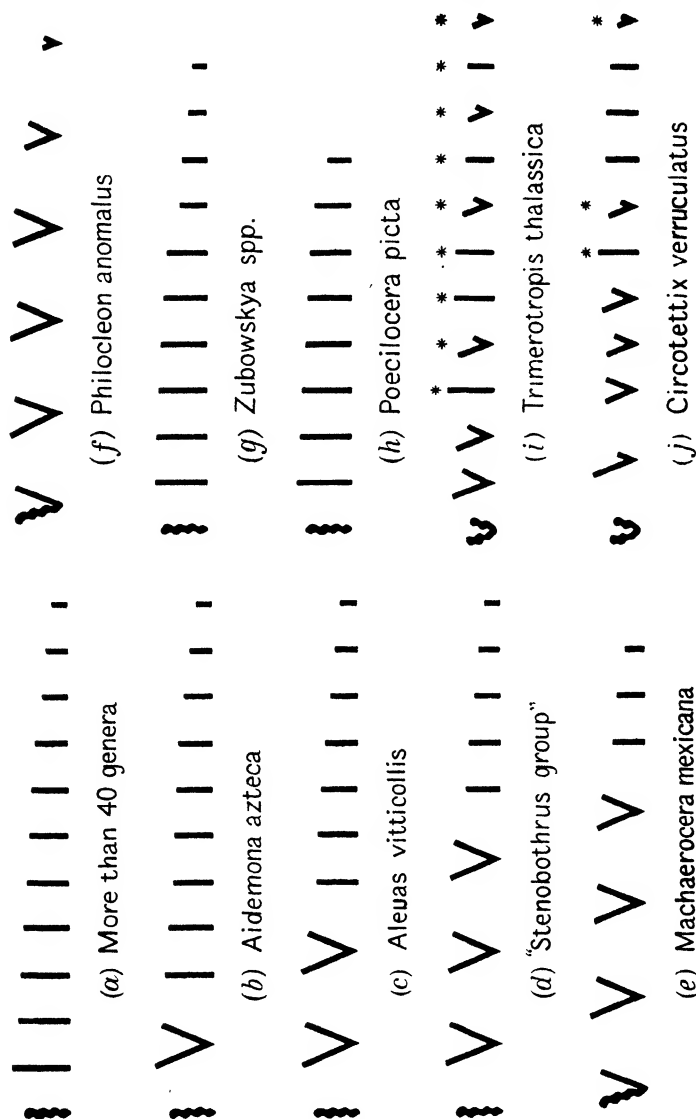 (a) More than 40 genera
(b) Aidemona azteca
(c) Aleuas vitticollis
(d) "Stenobothrus group"
(e) Machaerocera mexicana
(f) Philocleon anomalus
(g) Zubowskya spp.
(h) Poecilocera picta
(i) Trimerotropis thalassica
(j) Circotettix verruculatus